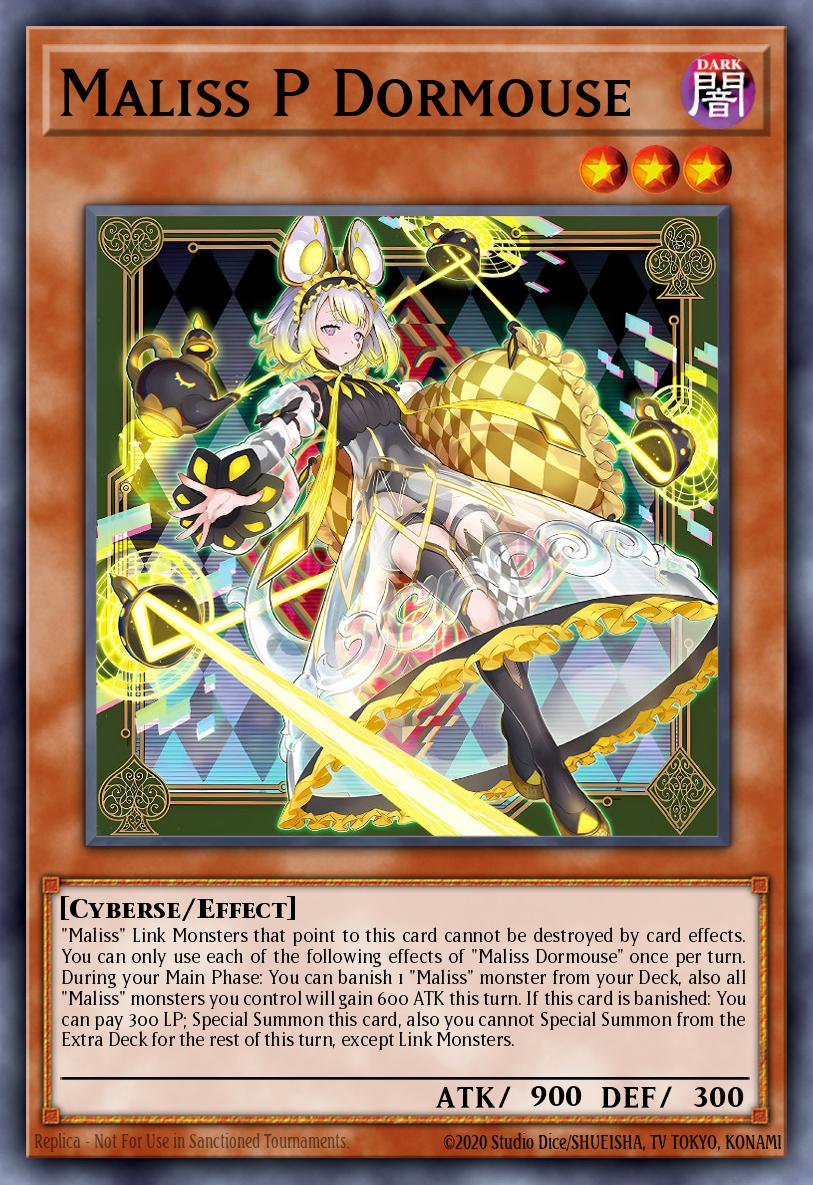 Maliss P Dormouse
DARK
闇
[Cyberse/Effect]
"Maliss" Link Monsters that point to this card cannot be destroyed by card effects.
You can only use each of the following effects of "Maliss Dormouse" once per turn.
During your Main Phase: You can banish 1 "Maliss" monster from your Deck, also all
"Maliss" monsters you control will gain 600 ATK this turn. If this card is banished: You
can pay 300 LP; Special Summon this card, also you cannot Special Summon from the
Extra Deck for the rest of this turn, except Link Monsters.
ATK/ 900 DEF/ 300
Replica - Not For Use in Sanctioned Tournaments.
©2020 Studio Dice/SHUEISHA, TV TOKYO, KONAMI